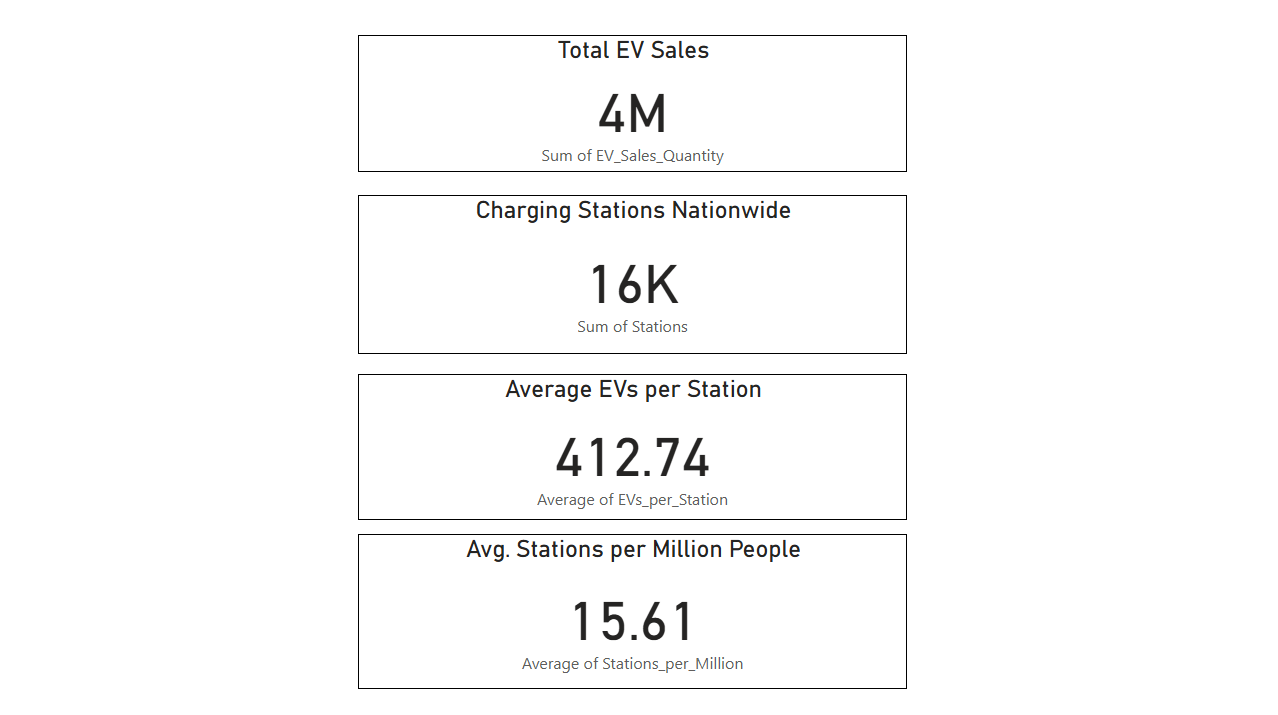 Total EV Sales
4M
Sum of EV_Sales_Quantity
Charging Stations Nationwide
16K
Sum of Stations
Average EVs per Station
412.74
Average of EVs_per_Station
Avg. Stations per Million People
15.61
Average of Stations_per_Million